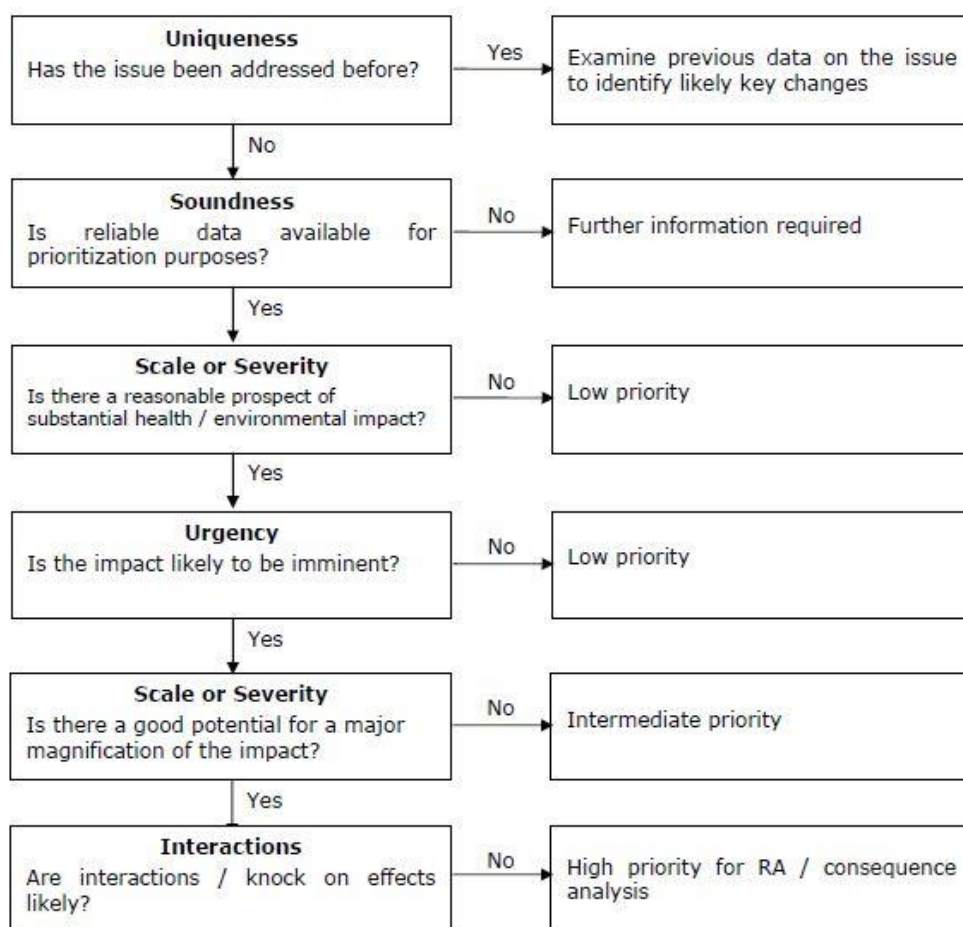 Uniqueness
Has the issue been addressed before?
Yes
Examine previous data on the issue
to identify likely key changes
No
Soundness
Is reliable data available for
prioritization purposes?
No
Further information required
Yes
Scale or Severity
Is there a reasonable prospect of
substantial health / environmental impact?
No
Low priority
Yes
Urgency
Is the impact likely to be imminent?
No
Low priority
Yes
Scale or Severity
Is there a good potential for a major
magnification of the impact?
No
Intermediate priority
Yes
Interactions
Are interactions / knock on effects
likely?
No
High priority for RA / consequence
analysis